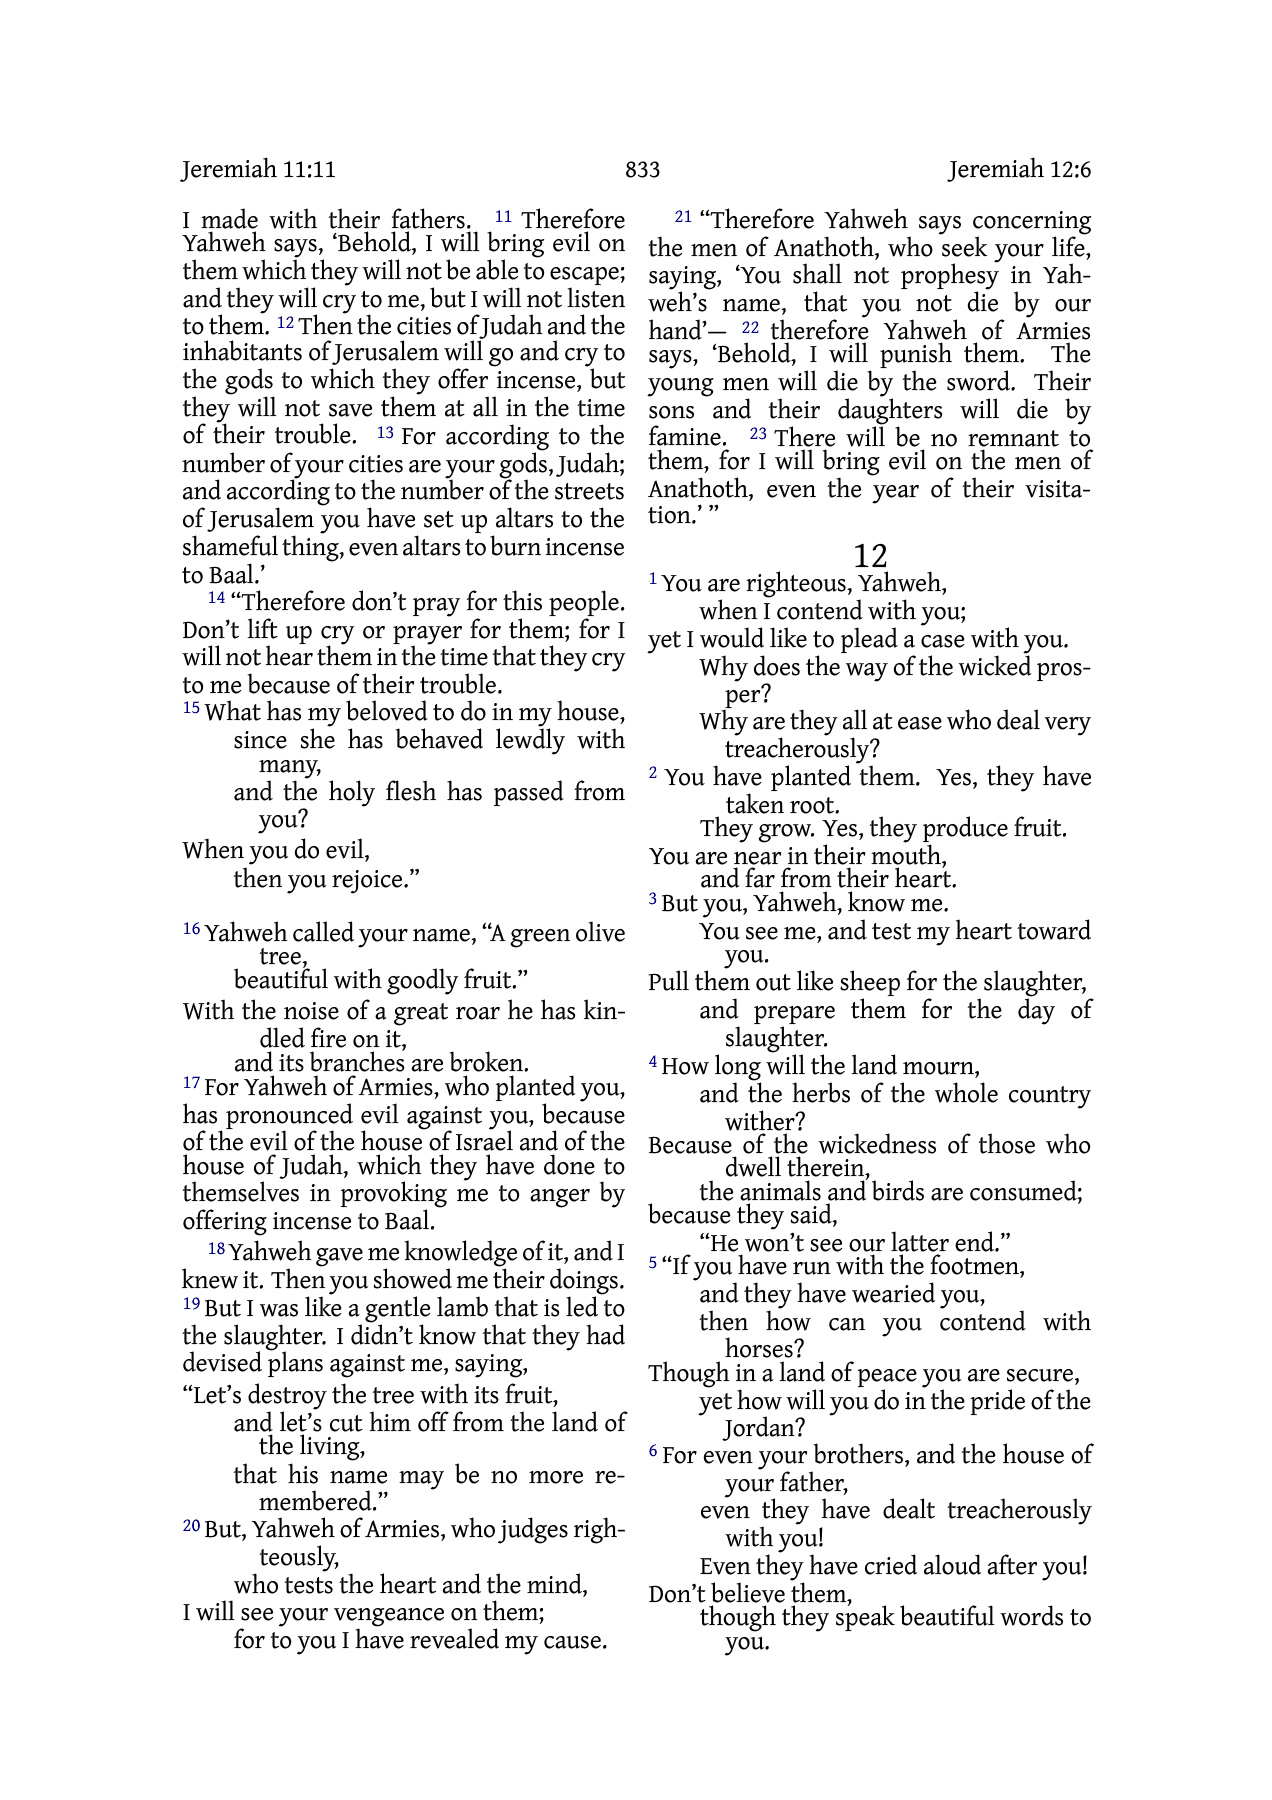 Jeremiah 11:11
833
Jeremiah 12:6
I made with their fathers. 11 Therefore
Yahweh says, ‘Behold, I will bring evil on
them which they will not be able to escape;
and they will cry to me, but I will not listen
to them. 12 Then the cities of Judah and the
inhabitants of Jerusalem will go and cry to
the gods to which they offer incense, but
they will not save them at all in the time
of their trouble. 13 For according to the
number of your cities are your gods, Judah;
and according to the number of the streets
of Jerusalem you have set up altars to the
shameful thing, even altars to burn incense
to Baal.’
14 “Therefore don’t pray for this people.
Don’t lift up cry or prayer for them; for I
will not hear them in the time that they cry
to me because of their trouble.
15 What has my beloved to do in my house,
since she has behaved lewdly with
many,
and the holy flesh has passed from
you?
When you do evil,
then you rejoice.”
16 Yahweh called your name, “A green olive
tree,
beautiful with goodly fruit.”
With the noise of a great roar he has kin-
dled fire on it,
and its branches are broken.
17 For Yahweh of Armies, who planted you,
has pronounced evil against you, because
of the evil of the house of Israel and of the
house of Judah, which they have done to
themselves in provoking me to anger by
offering incense to Baal.
18 Yahweh gave me knowledge of it, and I
knew it. Then you showed me their doings.
19 But I was like a gentle lamb that is led to
the slaughter. I didn’t know that they had
devised plans against me, saying,
“Let’s destroy the tree with its fruit,
and let’s cut him off from the land of
the living,
that his name may be no more re-
membered.”
20 But, Yahweh of Armies, who judges righ-
teously,
who tests the heart and the mind,
I will see your vengeance on them;
for to you I have revealed my cause.
21 “Therefore Yahweh says concerning
the men of Anathoth, who seek your life,
saying, ‘You shall not prophesy in Yah-
weh’s name, that you not die by our
hand’— 22 therefore Yahweh of Armies
says, ‘Behold, I will punish them. The
young men will die by the sword. Their
sons and their daughters will die by
famine. 23 There will be no remnant to
them, for I will bring evil on the men of
Anathoth, even the year of their visita-
tion.’ ”
12
1 You are righteous, Yahweh,
when I contend with you;
yet I would like to plead a case with you.
Why does the way of the wicked pros-
per?
Why are they all at ease who deal very
treacherously?
2 You have planted them. Yes, they have
taken root.
They grow. Yes, they produce fruit.
You are near in their mouth,
and far from their heart.
3 But you, Yahweh, know me.
You see me, and test my heart toward
you.
Pull them out like sheep for the slaughter,
and prepare them for the day of
slaughter.
4 How long will the land mourn,
and the herbs of the whole country
wither?
Because of the wickedness of those who
dwell therein,
the animals and birds are consumed;
because they said,
“He won’t see our latter end.”
5 “If you have run with the footmen,
and they have wearied you,
then how can you contend with
horses?
Though in a land of peace you are secure,
yet how will you do in the pride of the
Jordan?
6 For even your brothers, and the house of
your father,
even they have dealt treacherously
with you!
Even they have cried aloud after you!
Don’t believe them,
though they speak beautiful words to
you.